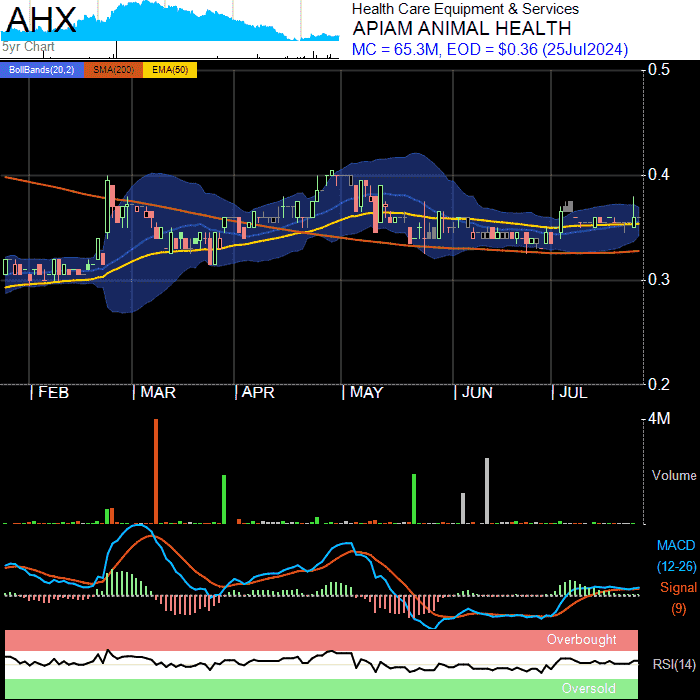 AHX
5yr Chart
Health Care Equipment & Services
APIAM ANIMAL HEALTH
MC = 65.3M, EOD = $0.36 (25Jul2024)
BollBands(20,2) SMA(200) EMA(50)
0.5
0.4
0.3
0.2
FEB MAR APR MAY JUN JUL
4M
Volume
MACD
(12-26)
Signal
(9)
Overbought
RSI(14)
Oversold